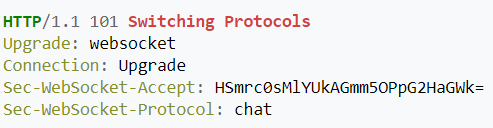 HTTP/1.1 101 Switching Protocols
Upgrade: websocket
Connection: Upgrade
Sec-WebSocket-Accept: HSmrc0sMlYUkAGmm5OPpG2HaGWk=
Sec-WebSocket-Protocol: chat